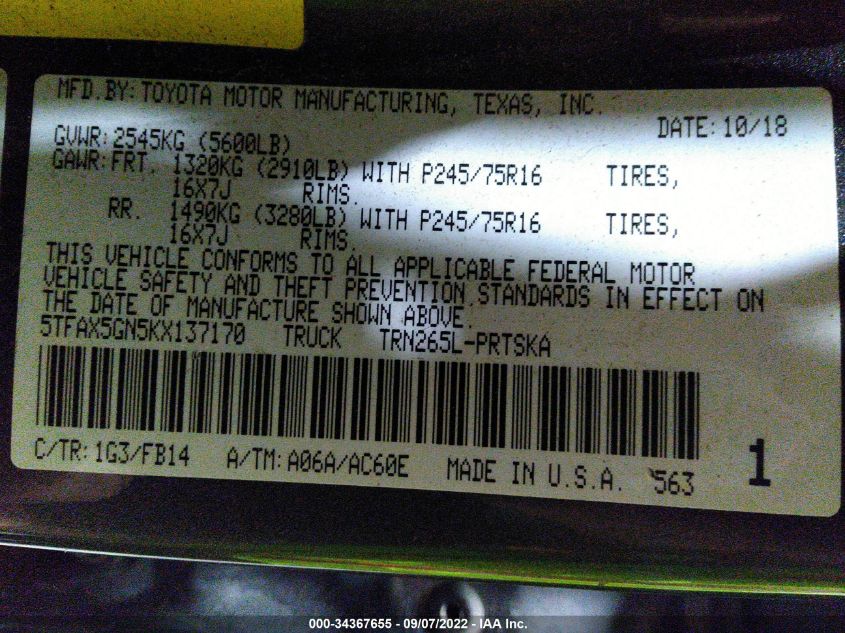 MFD.BY:TOYOTA MOTOR MANUFACTURING, TEXAS, INC.
DATE:10/18
GVWR:2545KG (5600LB)
GAWR:FRT. 1320KG (2910LB) WITH P245/75R16 TIRES,
16X7J RIMS.
RR. 1490KG (3280LB) WITH P245/75R16 TIRES,
16X7J RIMS.
THIS VEHICLE CONFORMS TO ALL APPLICABLE FEDERAL MOTOR
VEHICLE SAFETY AND THEFT PREVENTION STANDARDS IN EFFECT ON
THE DATE OF MANUFACTURE SHOWN ABOVE.
5TFAX5GN5KX137170 TRUCK TRN265L-PRTSKA
C/TR:1G3/FB14 A/TM:A06A/AC60E MADE IN U.S.A. 563
1
000-34367655 - 09/07/2022 - IAA Inc.